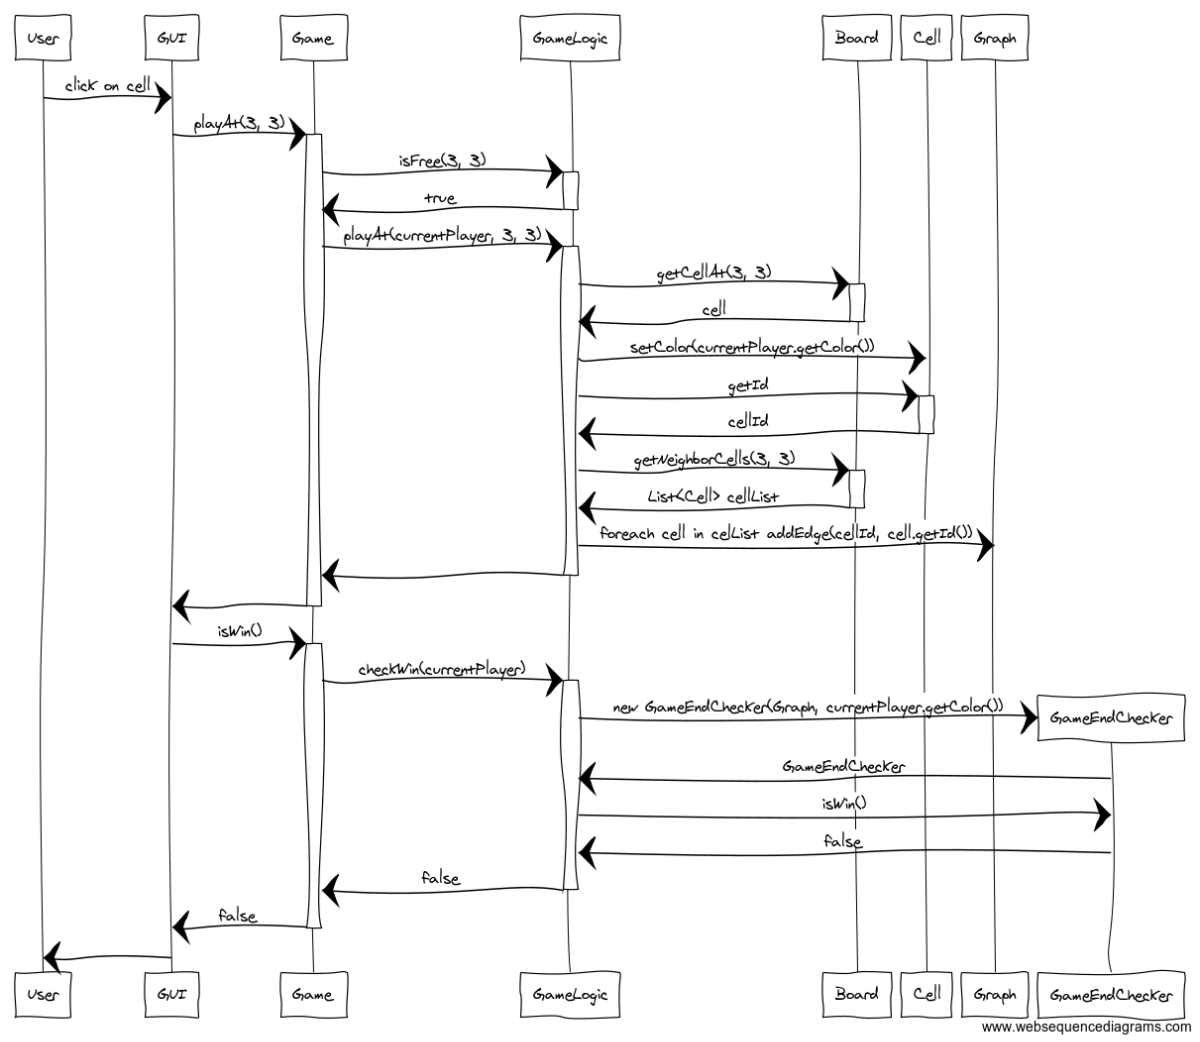 User GUI Game GameLogic Board Cell Graph
click on cell
playAt(3, 3)
isFree(3, 3)
true
playAt(currentPlayer, 3, 3)
getCellAt(3, 3)
cell
setColor(currentPlayer.getColor())
getId
cellId
getNeighborCells(3, 3)
List<Cell> cellList
foreach cell in celList addEdge(cellId, cell.getId())
isWin()
checkWin(currentPlayer)
new GameEndChecker(Graph, currentPlayer.getColor())
GameEndChecker
GameEndChecker
isWin()
false
false
false
User GUI Game GameLogic Board Cell Graph GameEndChecker
www.websequencediagrams.com